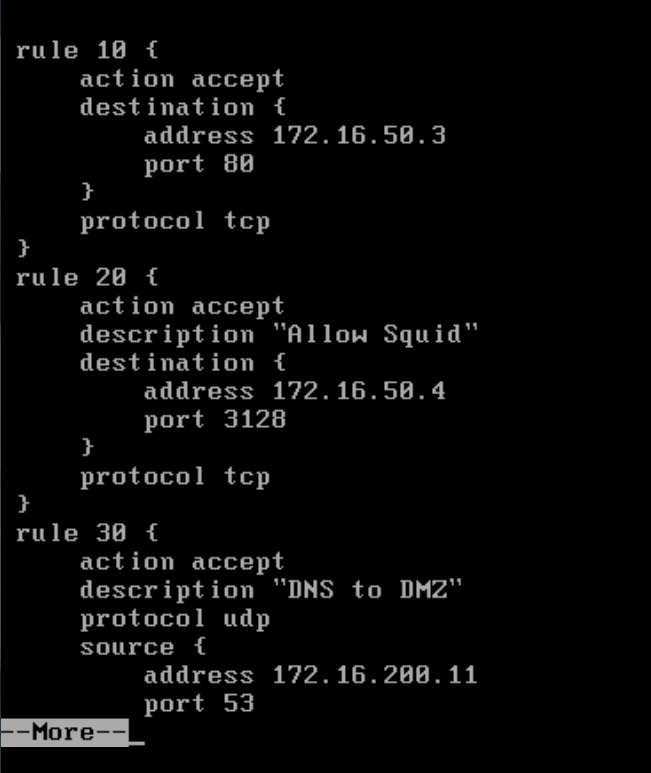 rule 10 {
    action accept
    destination {
        address 172.16.50.3
        port 80
    }
    protocol tcp
}
rule 20 {
    action accept
    description "Allow Squid"
    destination {
        address 172.16.50.4
        port 3128
    }
    protocol tcp
}
rule 30 {
    action accept
    description "DNS to DMZ"
    protocol udp
    source {
        address 172.16.200.11
        port 53
--More--_